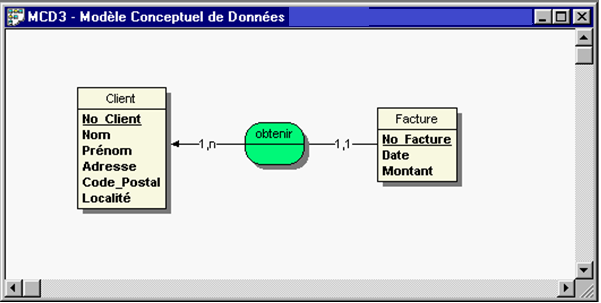 MCD3 - Modèle Conceptuel de Données
Client
No_Client
Nom
Prénom
Adresse
Code_Postal
Localité
1,n
obtenir
1,1
Facture
No_Facture
Date
Montant